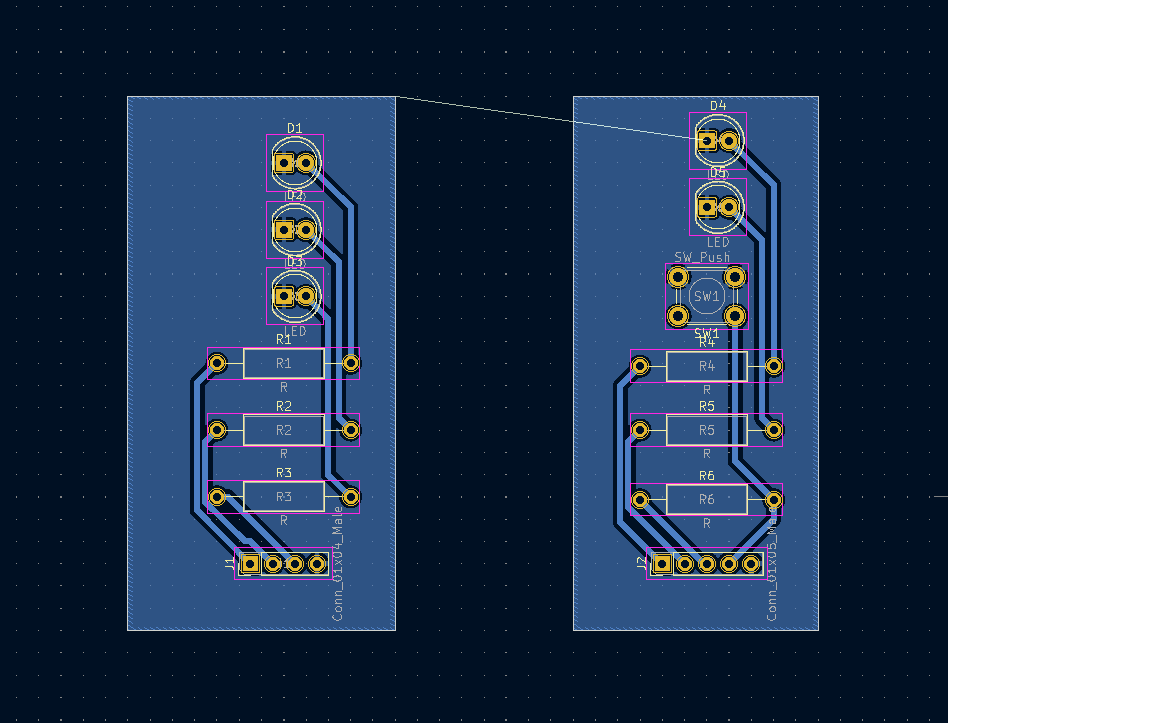 D1
D2
D3
LED
R1
R1
R
R2
R2
R
R3
R3
R
J1
Conn_01x04_Male
D4
D5
LED
SW_Push
SW1
SW1
R4
R4
R
R5
R5
R
R6
R6
R
J2
Conn_01x05_Male